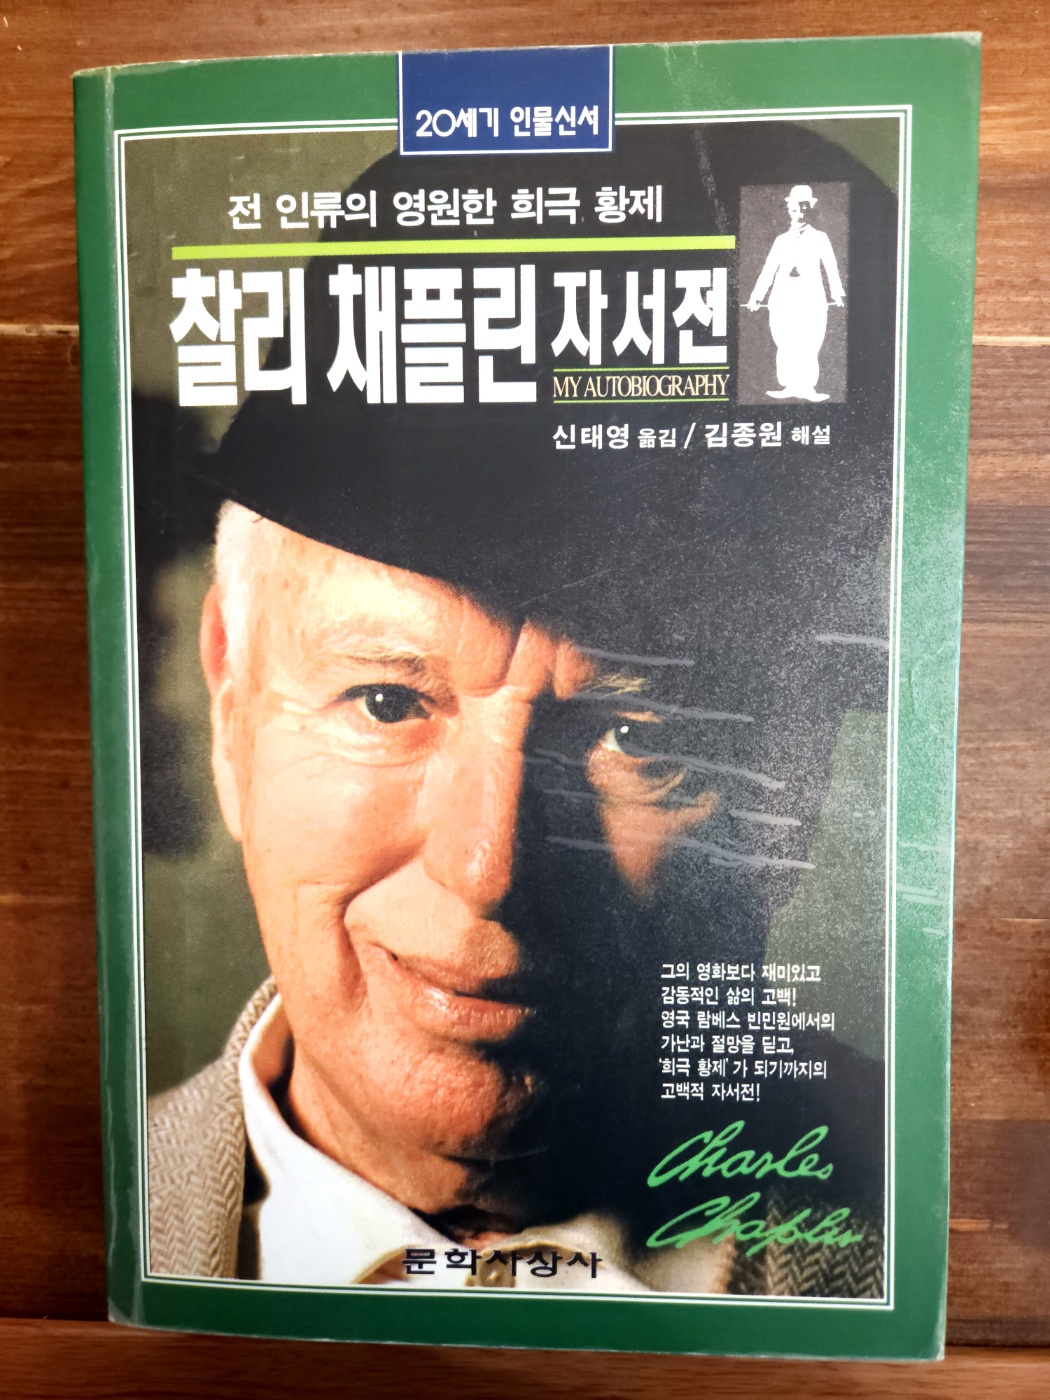 20세기 인물신서
전 인류의 영원한 희극 황제
찰리 채플린 자서전
MY AUTOBIOGRAPHY
신태영 옮김 / 김종원 해설
그의 영화보다 재미있고
감동적인 삶의 고백!
영국 람베스 빈민원에서의
가난과 절망을 딛고,
'희극 황제'가 되기까지의
고백적 자서전!
Charles
Chaplin
문학사상사